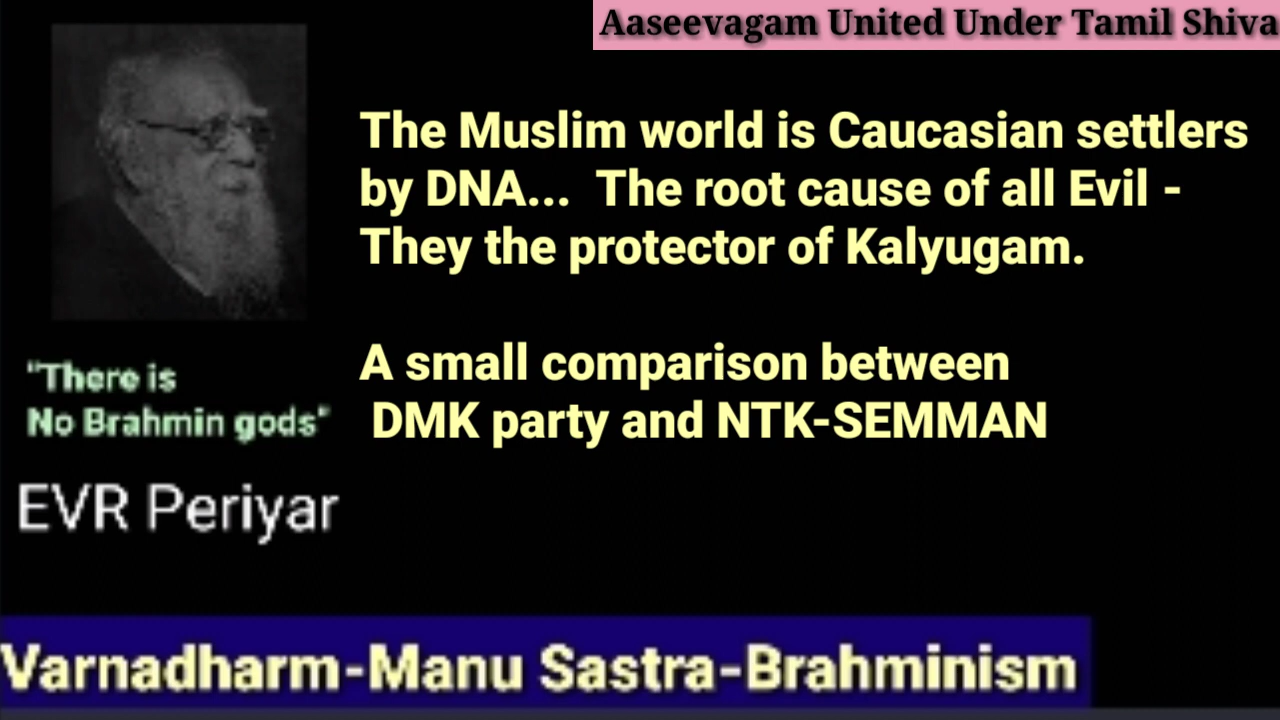 Aaseevagam United Under Tamil Shiva
The Muslim world is Caucasian settlers
by DNA... The root cause of all Evil -
They the protector of Kalyugam.
A small comparison between
DMK party and NTK-SEMMAN
"There is
No Brahmin gods"
EVR Periyar
Varnadharm-Manu Sastra-Brahminism